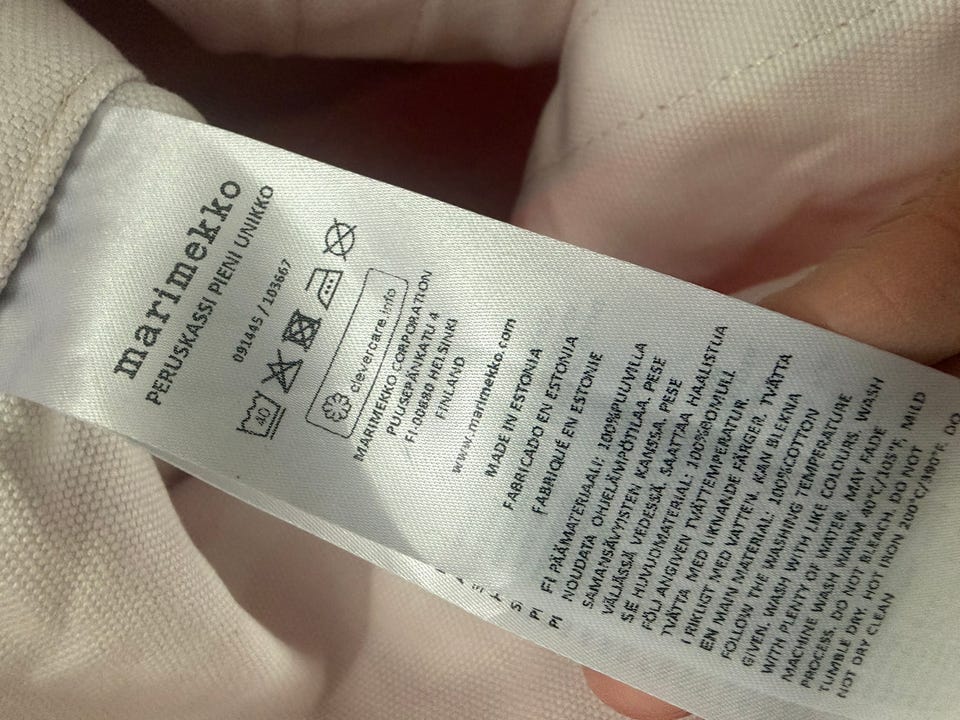 marimekko
PERUSKASSI PIENI UNIKKO
091445 / 103667
40
clevercare.info
MARIMEKKO CORPORATION
PUUSEPÄNKATU 4
FI-00880 HELSINKI
FINLAND
www.marimekko.com
MADE IN ESTONIA
FABRICADO EN ESTONIA
FABRIQUÉ EN ESTONIE
FI PÄÄMATERIAALI: 100%PUUVILLA
NOUDATA OHJELÄMPÖTILAA. PESE
SAMANSÄVYISTEN KANSSA. PESE
VÄLJÄSSÄ VEDESSÄ. SAATTAA HAALISTUA
SE HUVUDMATERIAL: 100%BOMULL
FÖLJ ANGIVEN TVÄTTEMPERATUR.
TVÄTTA MED LIKNANDE FÄRGER. TVÄTTA
I RIKLIGT MED VATTEN. KAN BLEKNA
EN MAIN MATERIAL: 100%COTTON
FOLLOW THE WASHING TEMPERATURE
GIVEN. WASH WITH LIKE COLOURS. WASH
WITH PLENTY OF WATER. MAY FADE
MACHINE WASH WARM 40°C/105°F, MILD
PROCESS. DO NOT BLEACH. DO NOT
TUMBLE DRY. HOT IRON 200°C/390°F. DO
NOT DRY CLEAN